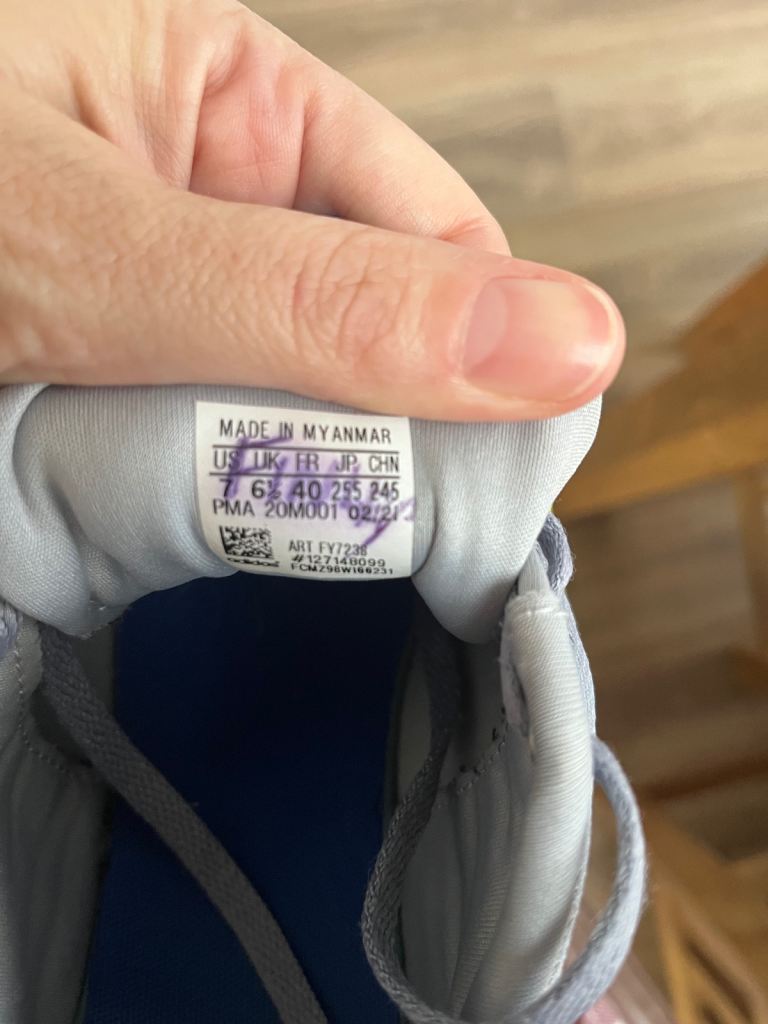 MADE IN MYANMAR
US UK FR JP CHN
7 6½ 40 255 245
PMA 20M001 02/21
ART FY7238
#127148099
adidas FCMZ98W166231